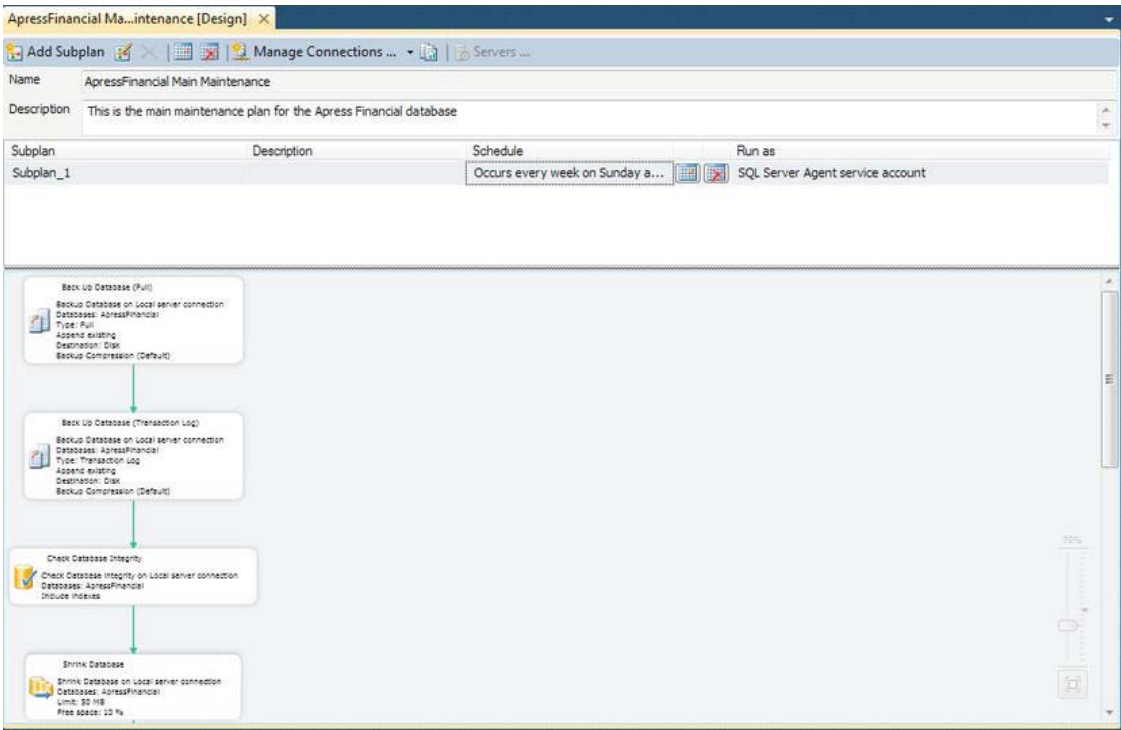 ApressFinancial Ma...intenance [Design]
Add Subplan Manage Connections ... Servers ...
Name ApressFinancial Main Maintenance
Description This is the main maintenance plan for the Apress Financial database
Subplan Description Schedule Run as
Subplan_1 Occurs every week on Sunday a... SQL Server Agent service account
Back Up Database (Full)
Backup Database on Local server connection
Databases: ApressFinancial
Type: Full
Append existing
Destination: Disk
Backup Compression (Default)
Back Up Database (Transaction Log)
Backup Database on Local server connection
Databases: ApressFinancial
Type: Transaction Log
Append existing
Destination: Disk
Backup Compression (Default)
Check Database Integrity
Check Database Integrity on Local server connection
Databases: ApressFinancial
Include indexes
70%
Shrink Database
Shrink Database on Local server connection
Databases: ApressFinancial
Limit: 50 MB
Free space: 10 %